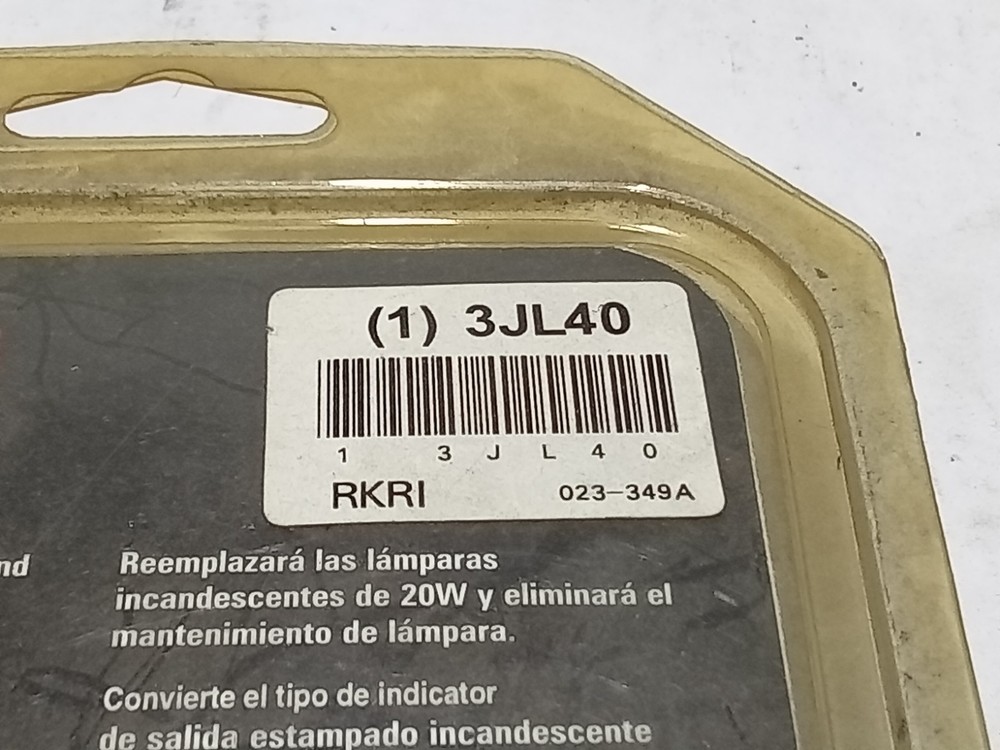 (1) 3JL40
1 3 J L 4 0
RKRI 023-349A
nd
Reemplazará las lámparas
incandescentes de 20W y eliminará el
mantenimiento de lámpara.
Convierte el tipo de indicator
de salida estampado incandescente